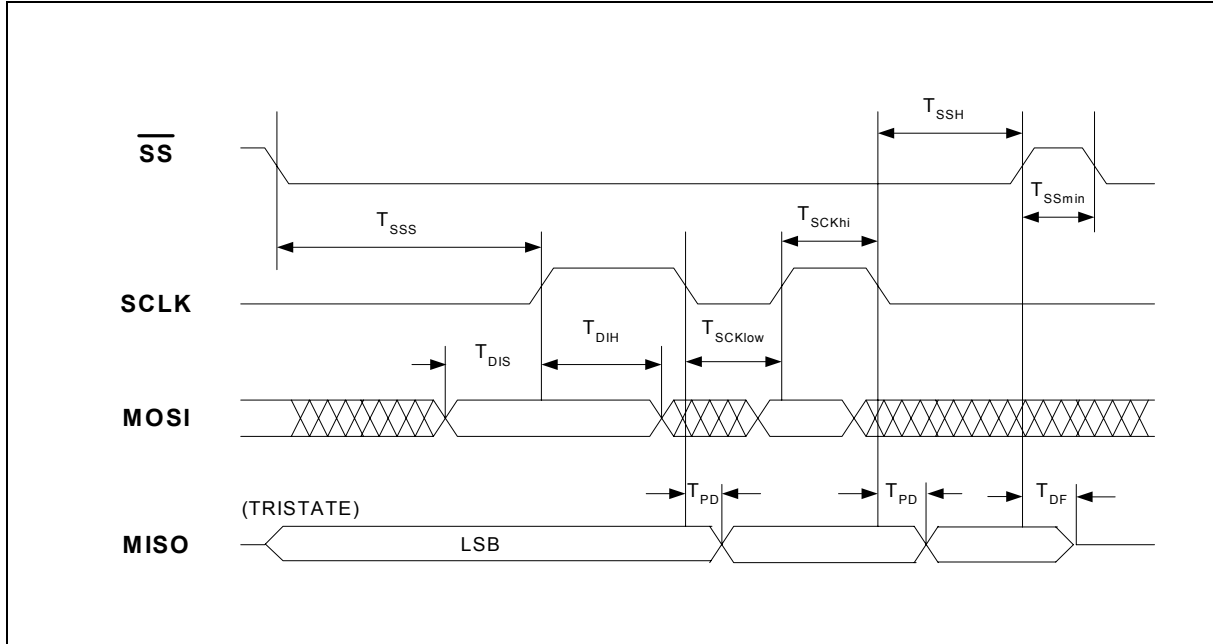 T_SSH
SS
T_SSmin
T_SSS
T_SCKhi
SCLK
T_DIS
T_DIH
T_SCKlow
MOSI
T_PD
T_PD
T_DF
(TRISTATE)
MISO
LSB